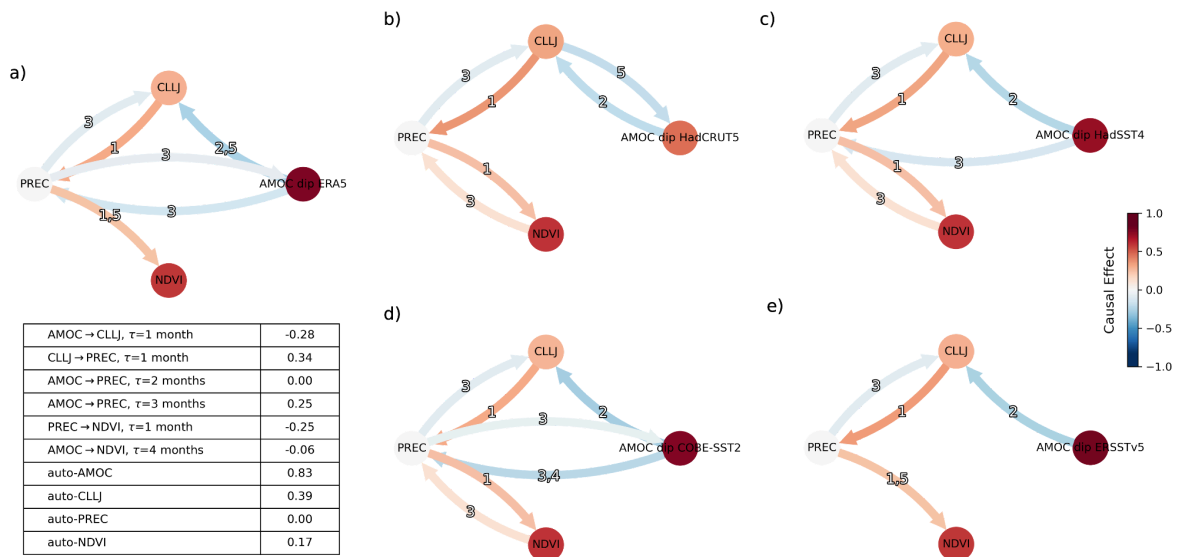 a)
CLLJ
3
1
3
2,5
PREC
AMOC dip ERA5
3
1,5
NDVI
b)
CLLJ
3
5
1
2
PREC
AMOC dip HadCRUT5
1
3
NDVI
c)
CLLJ
3
1
2
PREC
AMOC dip HadSST4
1
3
3
NDVI
1.0
0.5
0.0
−0.5
−1.0
Causal Effect
AMOC → CLLJ, τ=1 month -0.28
CLLJ → PREC, τ=1 month 0.34
AMOC → PREC, τ=2 months 0.00
AMOC → PREC, τ=3 months 0.25
PREC → NDVI, τ=1 month -0.25
AMOC → NDVI, τ=4 months -0.06
auto-AMOC 0.83
auto-CLLJ 0.39
auto-PREC 0.00
auto-NDVI 0.17
d)
CLLJ
3
1
2
3
PREC
AMOC dip COBE-SST2
1
3,4
3
NDVI
e)
CLLJ
3
1
2
PREC
AMOC dip ERSSTv5
1,5
NDVI